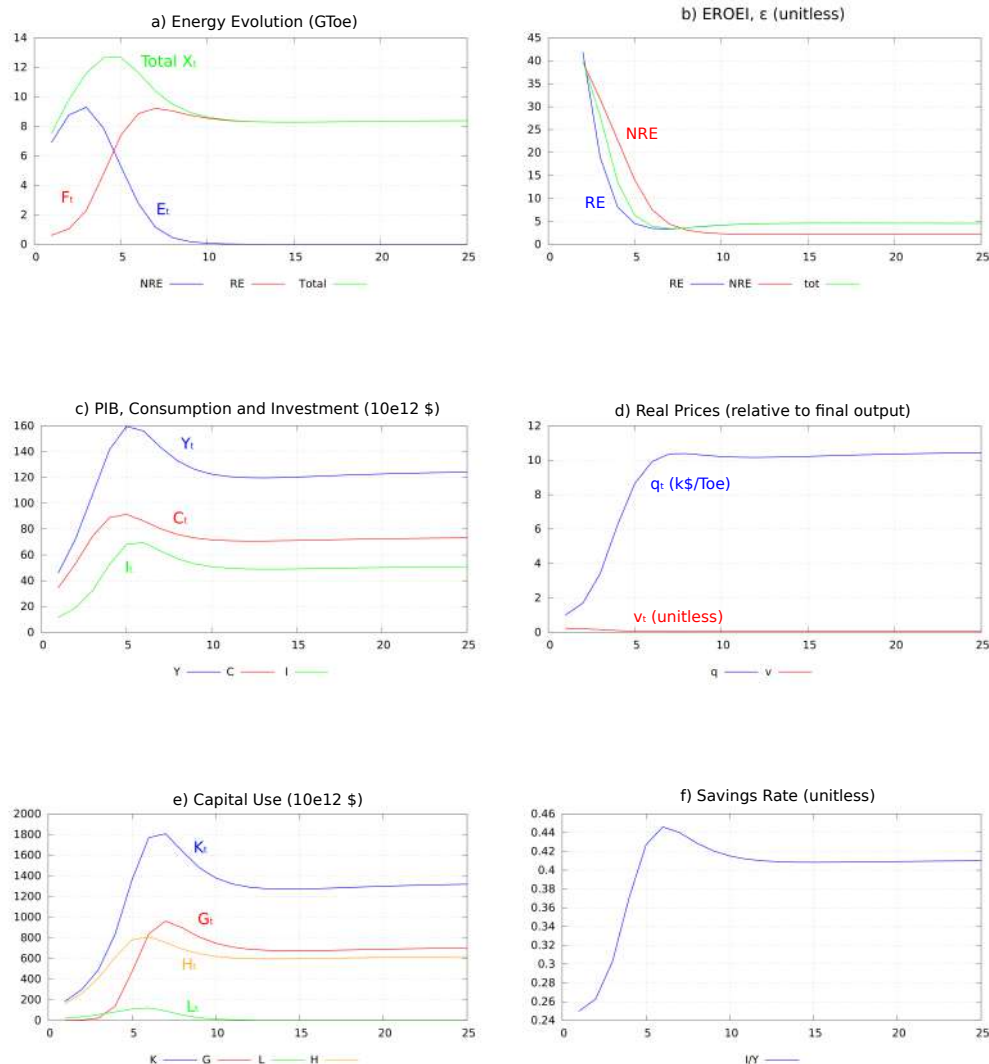 a) Energy Evolution (GToe)
14
12
10
8
6
4
2
0
0 5 10 15 20 25
Total Xₜ
Fₜ
Eₜ
NRE RE Total
b) EROEI, ε (unitless)
45
40
35
30
25
20
15
10
5
0
0 5 10 15 20 25
NRE
RE
RE NRE tot
c) PIB, Consumption and Investment (10e12 $)
160
140
120
100
80
60
40
20
0
0 5 10 15 20 25
Yₜ
Cₜ
Iₜ
Y C I
d) Real Prices (relative to final output)
12
10
8
6
4
2
0
0 5 10 15 20 25
qₜ (k$/Toe)
vₜ (unitless)
q v
e) Capital Use (10e12 $)
2000
1800
1600
1400
1200
1000
800
600
400
200
0
0 5 10 15 20 25
Kₜ
Gₜ
Hₜ
Lₜ
K G L H
f) Savings Rate (unitless)
0.46
0.44
0.42
0.4
0.38
0.36
0.34
0.32
0.3
0.28
0.26
0.24
0 5 10 15 20 25
I/Y